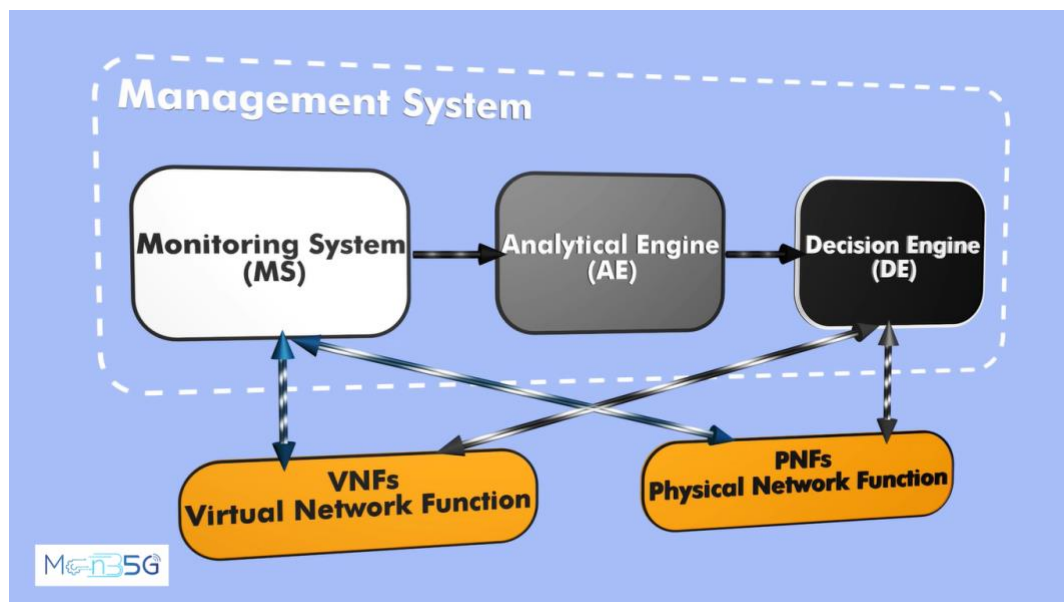 Management System
Monitoring System
(MS)
Analytical Engine
(AE)
Decision Engine
(DE)
VNFs
Virtual Network Function
PNFs
Physical Network Function
MonB5G